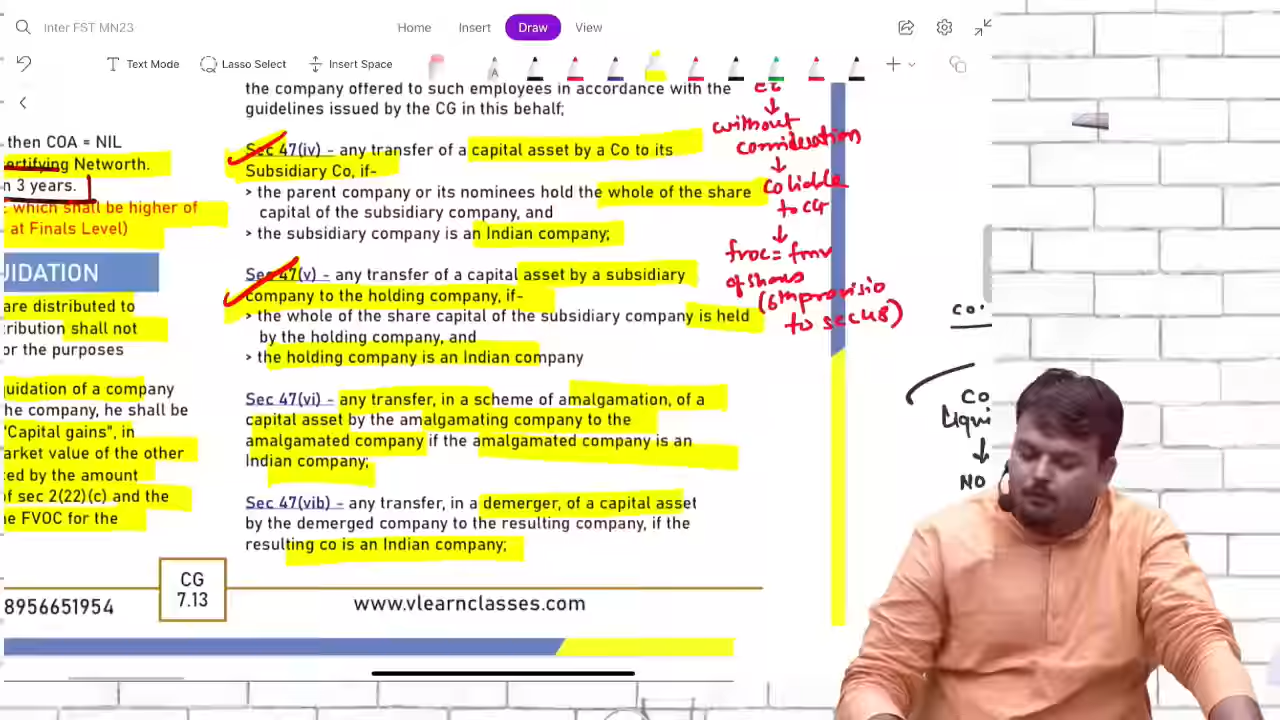 Inter FST MN23
Home
Insert
Draw
View
Text Mode
Lasso Select
Insert Space
then COA = NIL
ertifying Networth.
n 3 years.
which shall be higher of
at Finals Level)
UIDATION
are distributed to
ribution shall not
or the purposes
uidation of a company
he company, he shall be
"Capital gains", in
arket value of the other
ced by the amount
f sec 2(22)(c) and the
he FVOC for the
the company offered to such employees in accordance with the
guidelines issued by the CG in this behalf;
Sec 47(iv) - any transfer of a capital asset by a Co to its
Subsidiary Co, if-
> the parent company or its nominees hold the whole of the share
capital of the subsidiary company, and
> the subsidiary company is an Indian company;
Sec 47(v) - any transfer of a capital asset by a subsidiary
company to the holding company, if-
> the whole of the share capital of the subsidiary company is held
by the holding company, and
> the holding company is an Indian company
Sec 47(vi) - any transfer, in a scheme of amalgamation, of a
capital asset by the amalgamating company to the
amalgamated company if the amalgamated company is an
Indian company;
Sec 47(vib) - any transfer, in a demerger, of a capital asset
by the demerged company to the resulting company, if the
resulting co is an Indian company;
without
consideration
co liable
to CG
fvoc = fmv
of shares
(6th proviso
to sec 48)
co.
CO
Liqui
NO
CG
7.13
8956651954
www.vlearnclasses.com